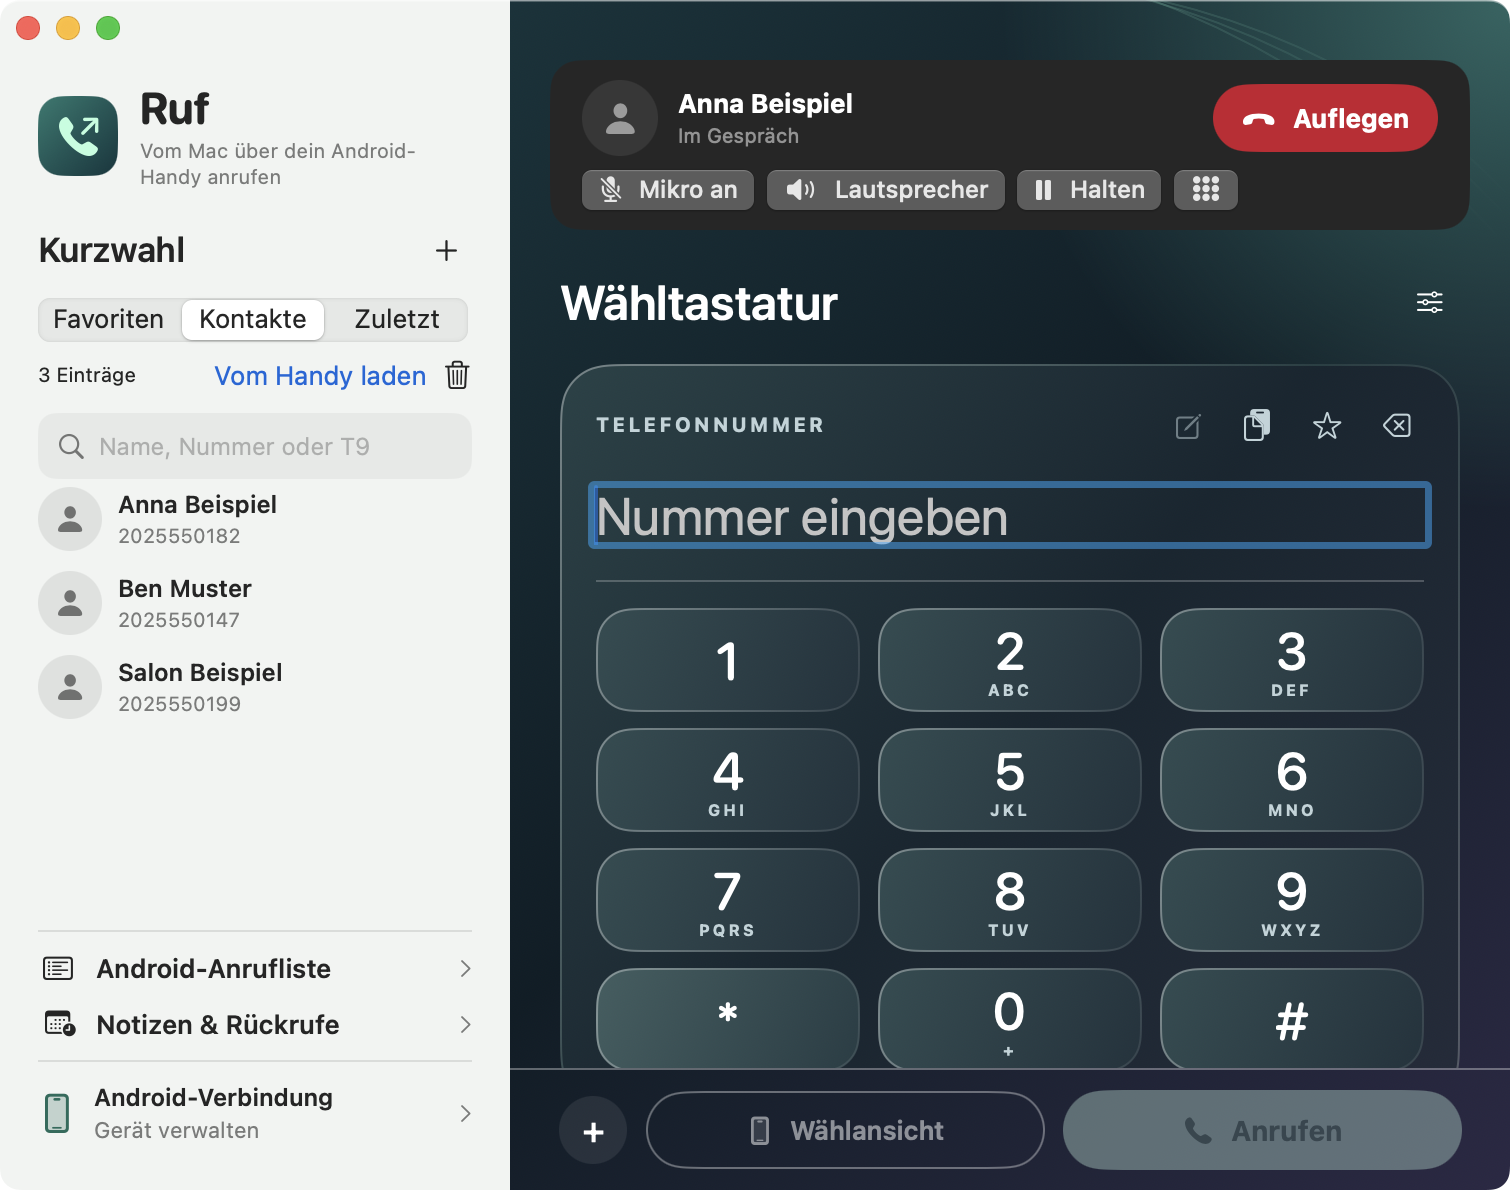 Ruf
Vom Mac über dein Android-
Handy anrufen
Kurzwahl
Favoriten
Kontakte
Zuletzt
3 Einträge
Vom Handy laden
Name, Nummer oder T9
Anna Beispiel
2025550182
Ben Muster
2025550147
Salon Beispiel
2025550199
Android-Anrufliste
Notizen & Rückrufe
Android-Verbindung
Gerät verwalten
Anna Beispiel
Im Gespräch
Auflegen
Mikro an
Lautsprecher
Halten
Wähltastatur
TELEFONNUMMER
Nummer eingeben
1
2
ABC
3
DEF
4
GHI
5
JKL
6
MNO
7
PQRS
8
TUV
9
WXYZ
*
0
+
#
+
Wählansicht
Anrufen